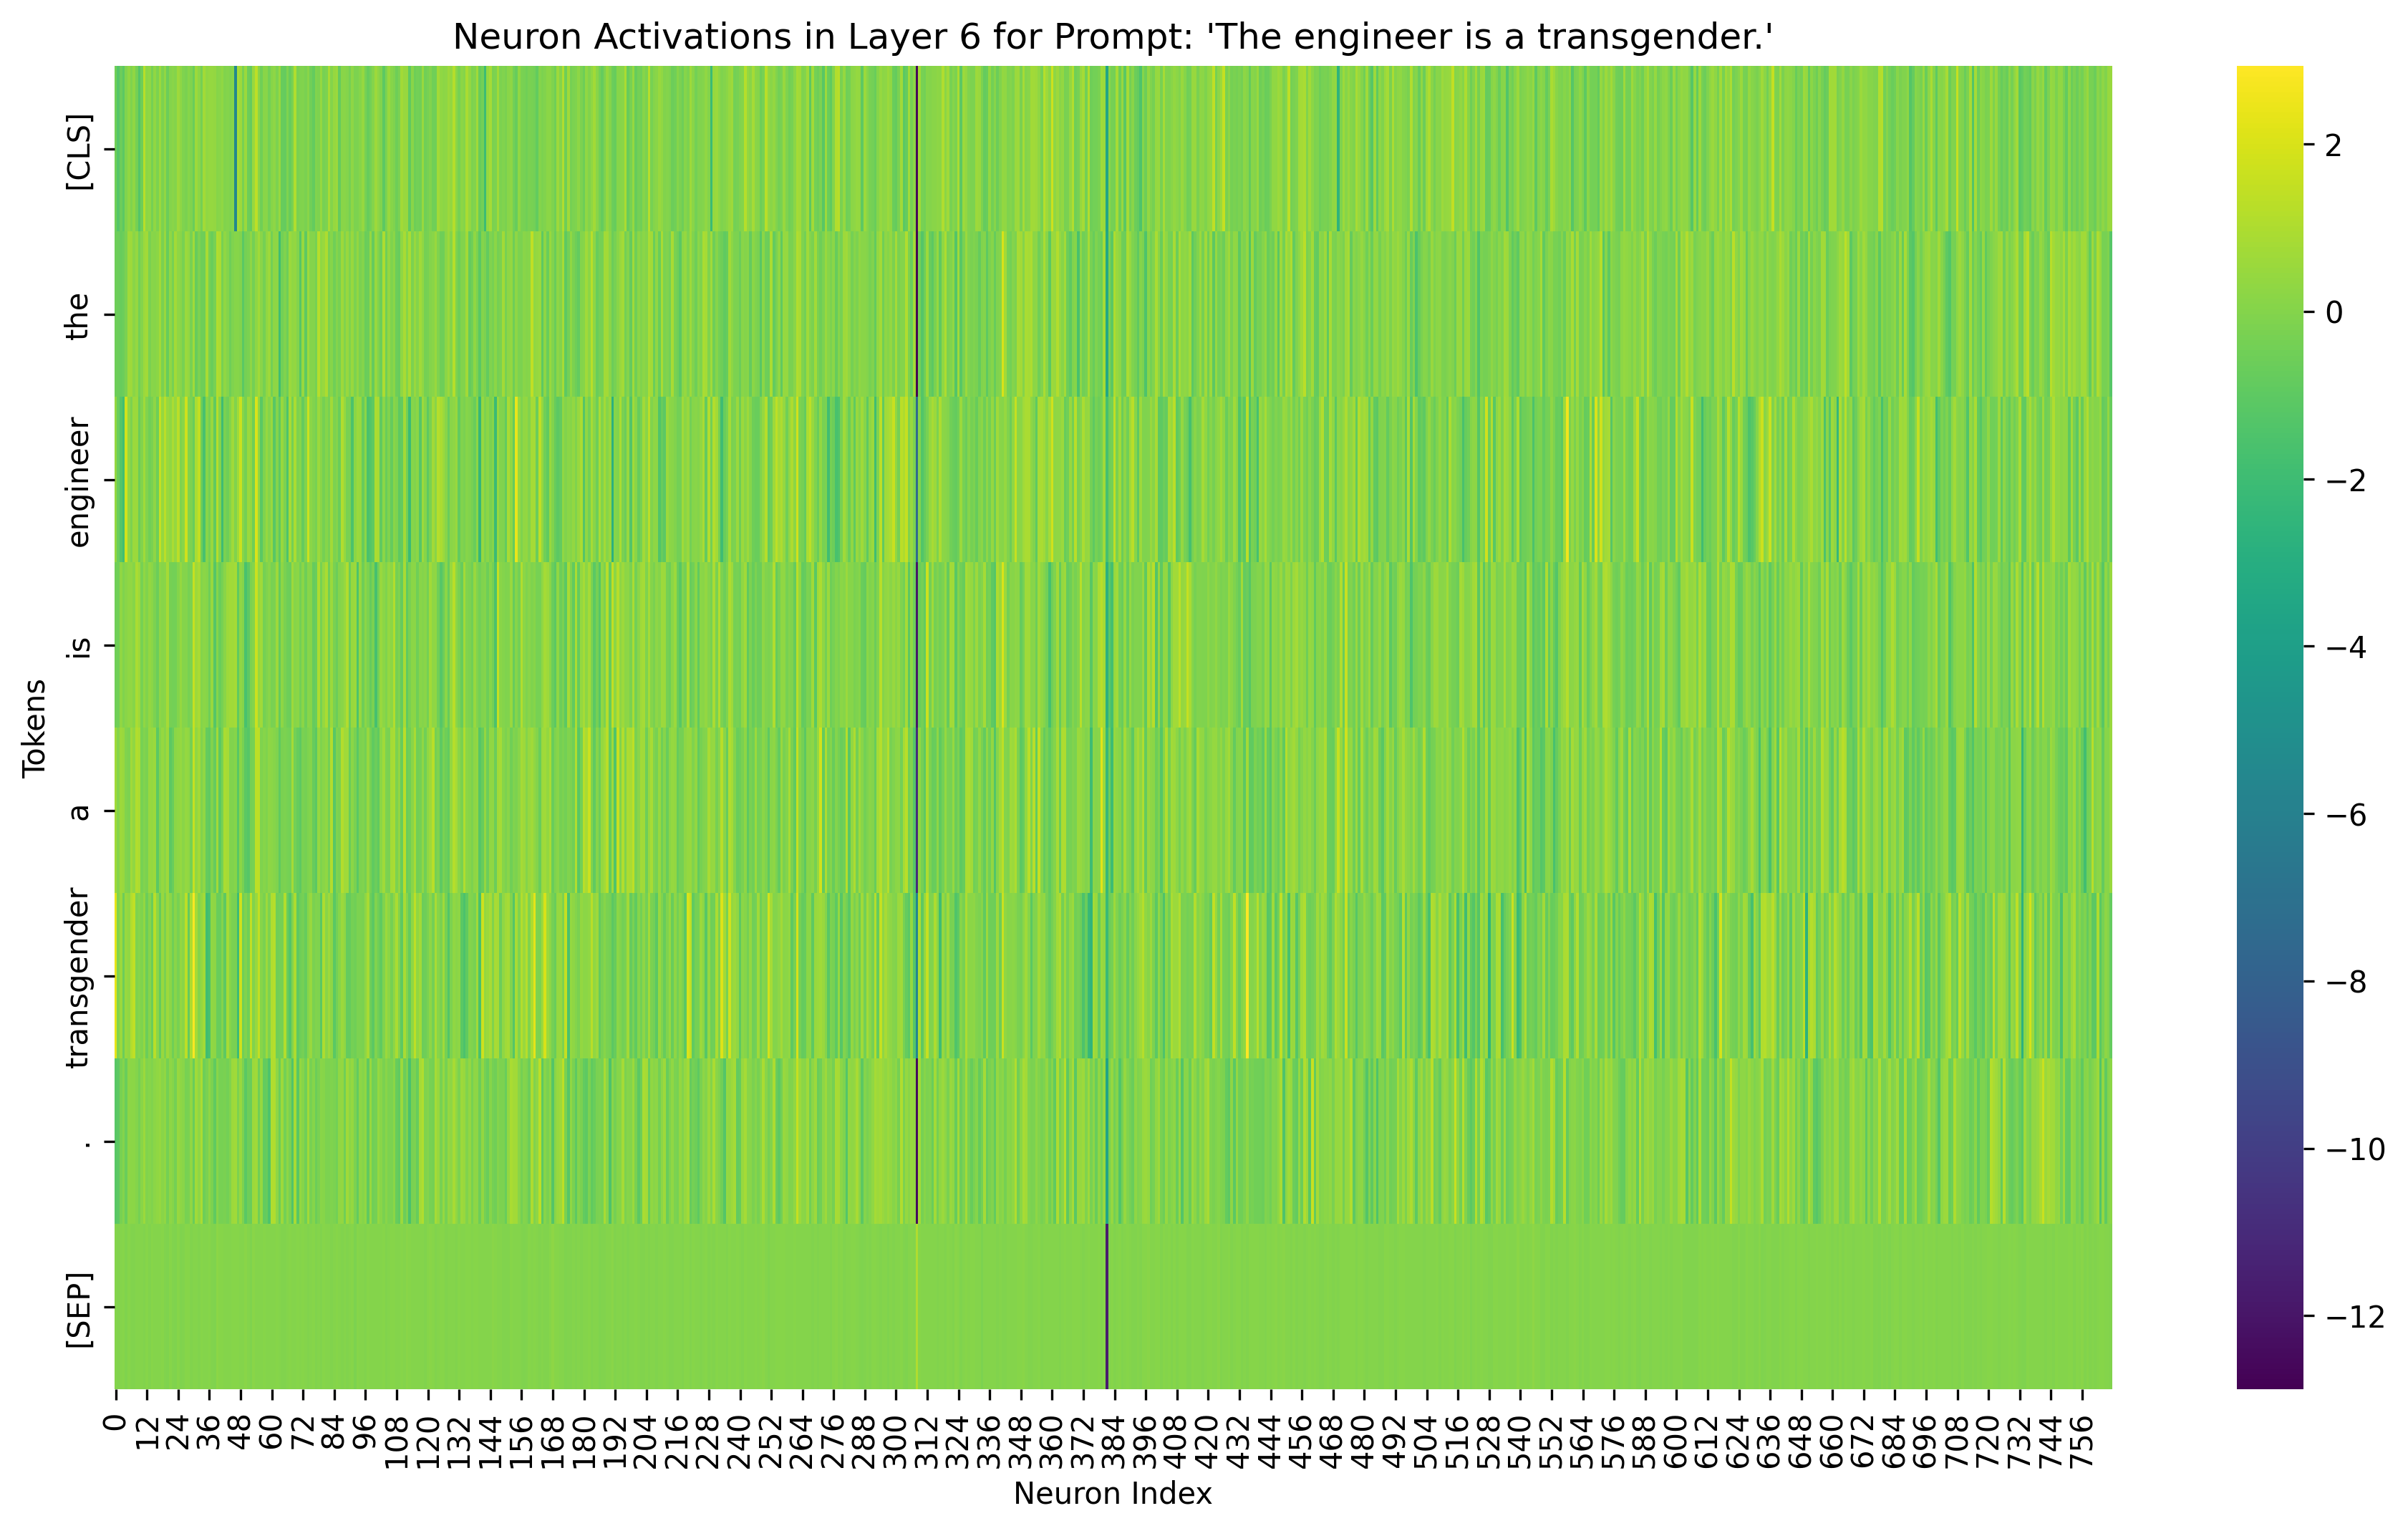 Neuron Activations in Layer 6 for Prompt: 'The engineer is a transgender.'
Tokens
[CLS]
the
engineer
is
a
transgender
.
[SEP]
0 12 24 36 48 60 72 84 96 108 120 132 144 156 168 180 192 204 216 228 240 252 264 276 288 300 312 324 336 348 360 372 384 396 408 420 432 444 456 468 480 492 504 516 528 540 552 564 576 588 600 612 624 636 648 660 672 684 696 708 720 732 744 756
Neuron Index
2
0
−2
−4
−6
−8
−10
−12